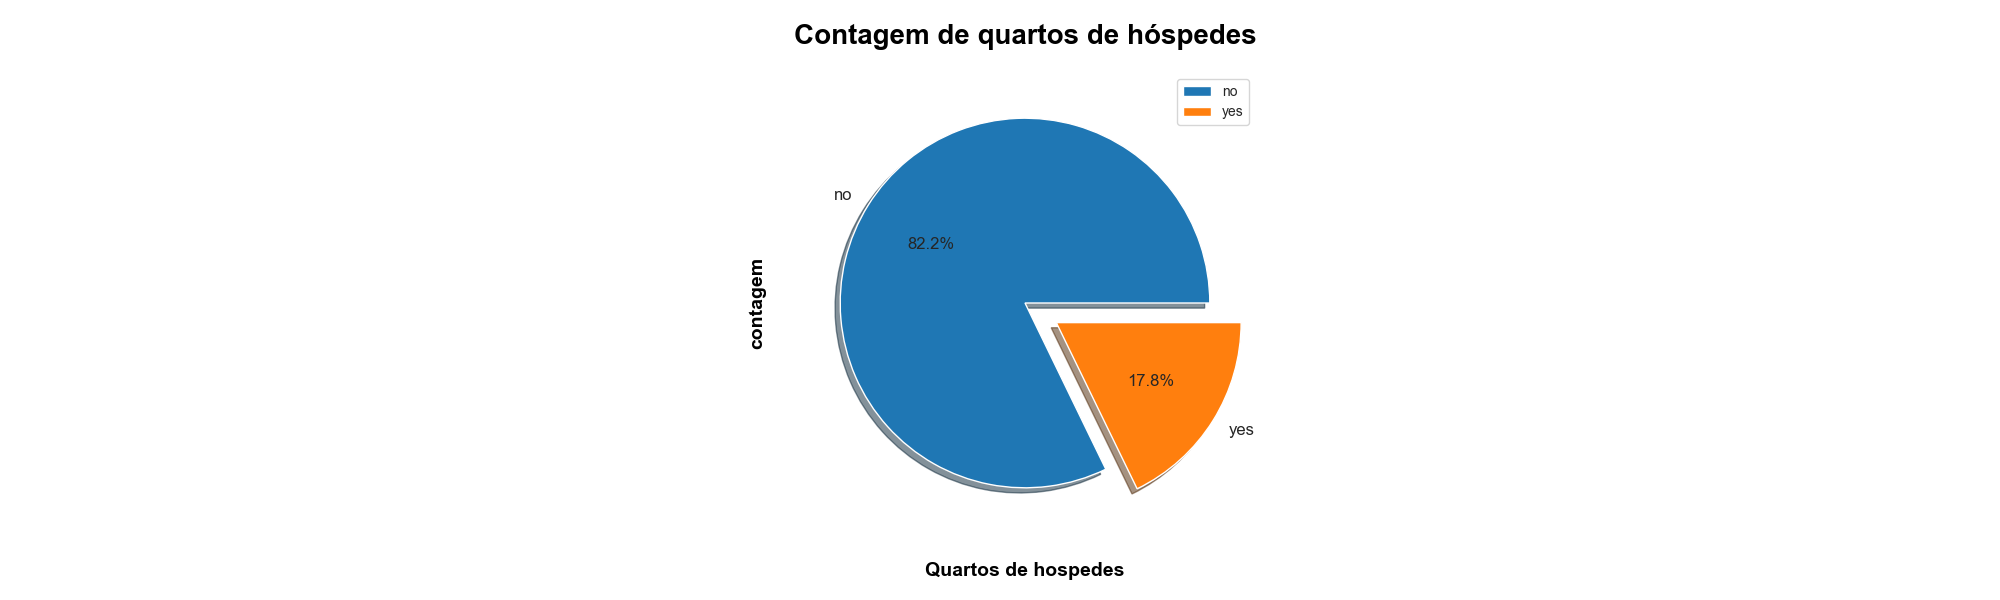 Contagem de quartos de hóspedes
no
yes
no
82.2%
contagem
17.8%
yes
Quartos de hospedes